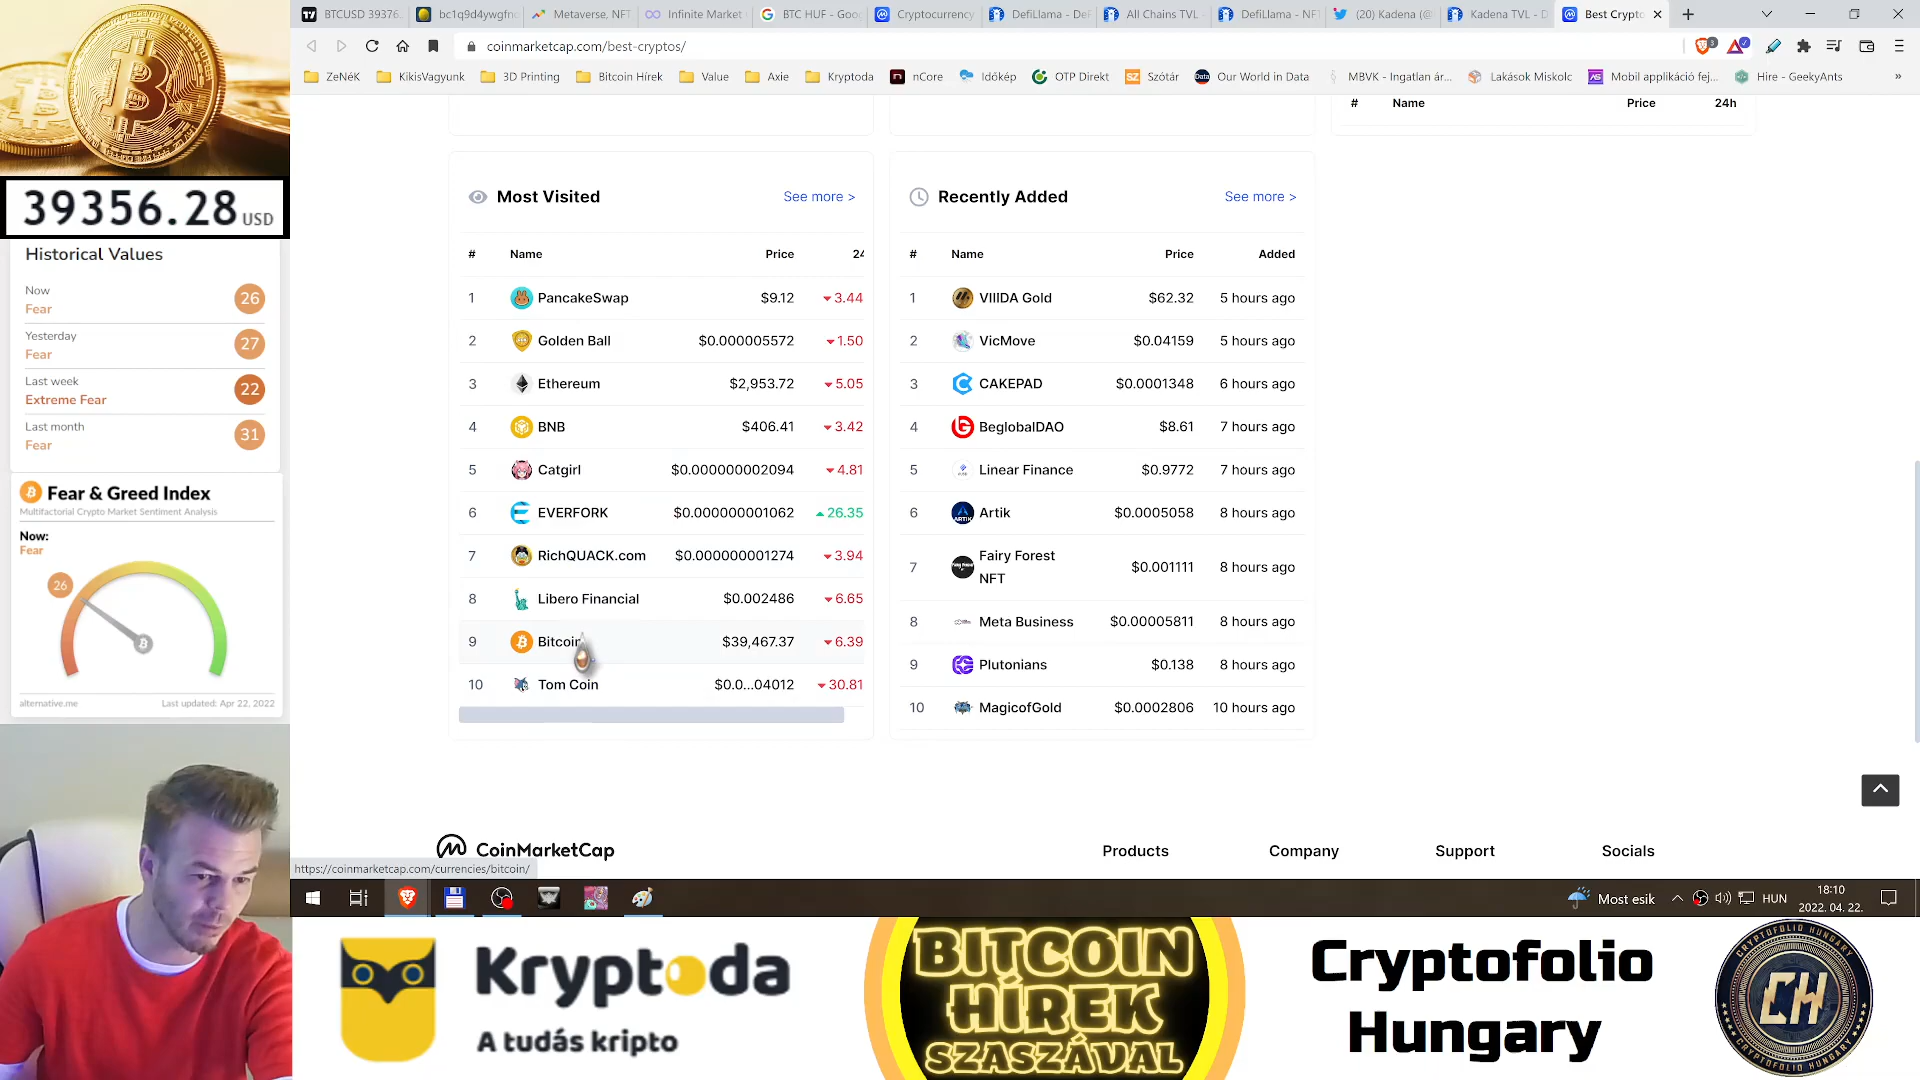 BTCUSD 39376.
bc1q9d4ywgfn
Metaverse, NFT
Infinite Market
BTC HUF - Goo
Cryptocurrency
DefiLlama - DeF
All Chains TVL
DefiLlama - NFT
(20) Kadena (@
Kadena TVL - D
Best Crypto
coinmarketcap.com/best-cryptos/
ZeNéK
KikisVagyunk
3D Printing
Bitcoin Hírek
Value
Axie
Kryptoda
nCore
Időkép
OTP Direkt
Szótár
Our World in Data
MBVK - Ingatlan ár...
Lakások Miskolc
Mobil applikáció fej...
Hire - GeekyAnts
39356.28 USD
Historical Values
Now
Fear
26
Yesterday
Fear
27
Last week
Extreme Fear
22
Last month
Fear
31
Fear & Greed Index
Multifactorial Crypto Market Sentiment Analysis
Now:
Fear
26
alternative.me
Last updated: Apr 22, 2022
# Name Price 24h
Most Visited
See more >
# Name Price 24
1 PancakeSwap $9.12 3.44
2 Golden Ball $0.000005572 1.50
3 Ethereum $2,953.72 5.05
4 BNB $406.41 3.42
5 Catgirl $0.000000002094 4.81
6 EVERFORK $0.000000001062 26.35
7 RichQUACK.com $0.000000001274 3.94
8 Libero Financial $0.002486 6.65
9 Bitcoin $39,467.37 6.39
10 Tom Coin $0.0...04012 30.81
Recently Added
See more >
# Name Price Added
1 VIIIDA Gold $62.32 5 hours ago
2 VicMove $0.04159 5 hours ago
3 CAKEPAD $0.0001348 6 hours ago
4 BeglobalDAO $8.61 7 hours ago
5 Linear Finance $0.9772 7 hours ago
6 Artik $0.0005058 8 hours ago
7 Fairy Forest NFT $0.001111 8 hours ago
8 Meta Business $0.00005811 8 hours ago
9 Plutonians $0.138 8 hours ago
10 MagicofGold $0.0002806 10 hours ago
CoinMarketCap
Products
Company
Support
Socials
https://coinmarketcap.com/currencies/bitcoin/
Most esik
HUN
18:10
2022. 04. 22.
Kryptoda
A tudás kripto
BITCOIN
HÍREK
SZASZÁVAL
Cryptofolio
Hungary
CRYPTOFOLIO HUNGARY
CH
CRYPTOFOLIO HUNGARY